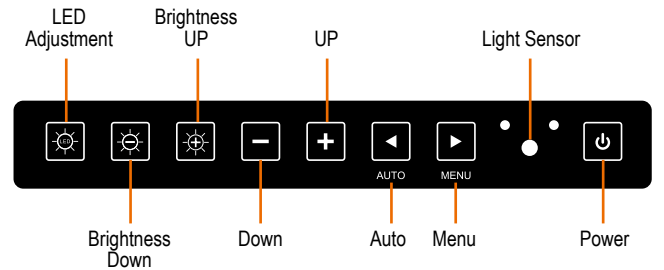 LED
Adjustment
Brightness
UP
UP
Light Sensor
LED
AUTO
MENU
Brightness
Down
Down
Auto
Menu
Power